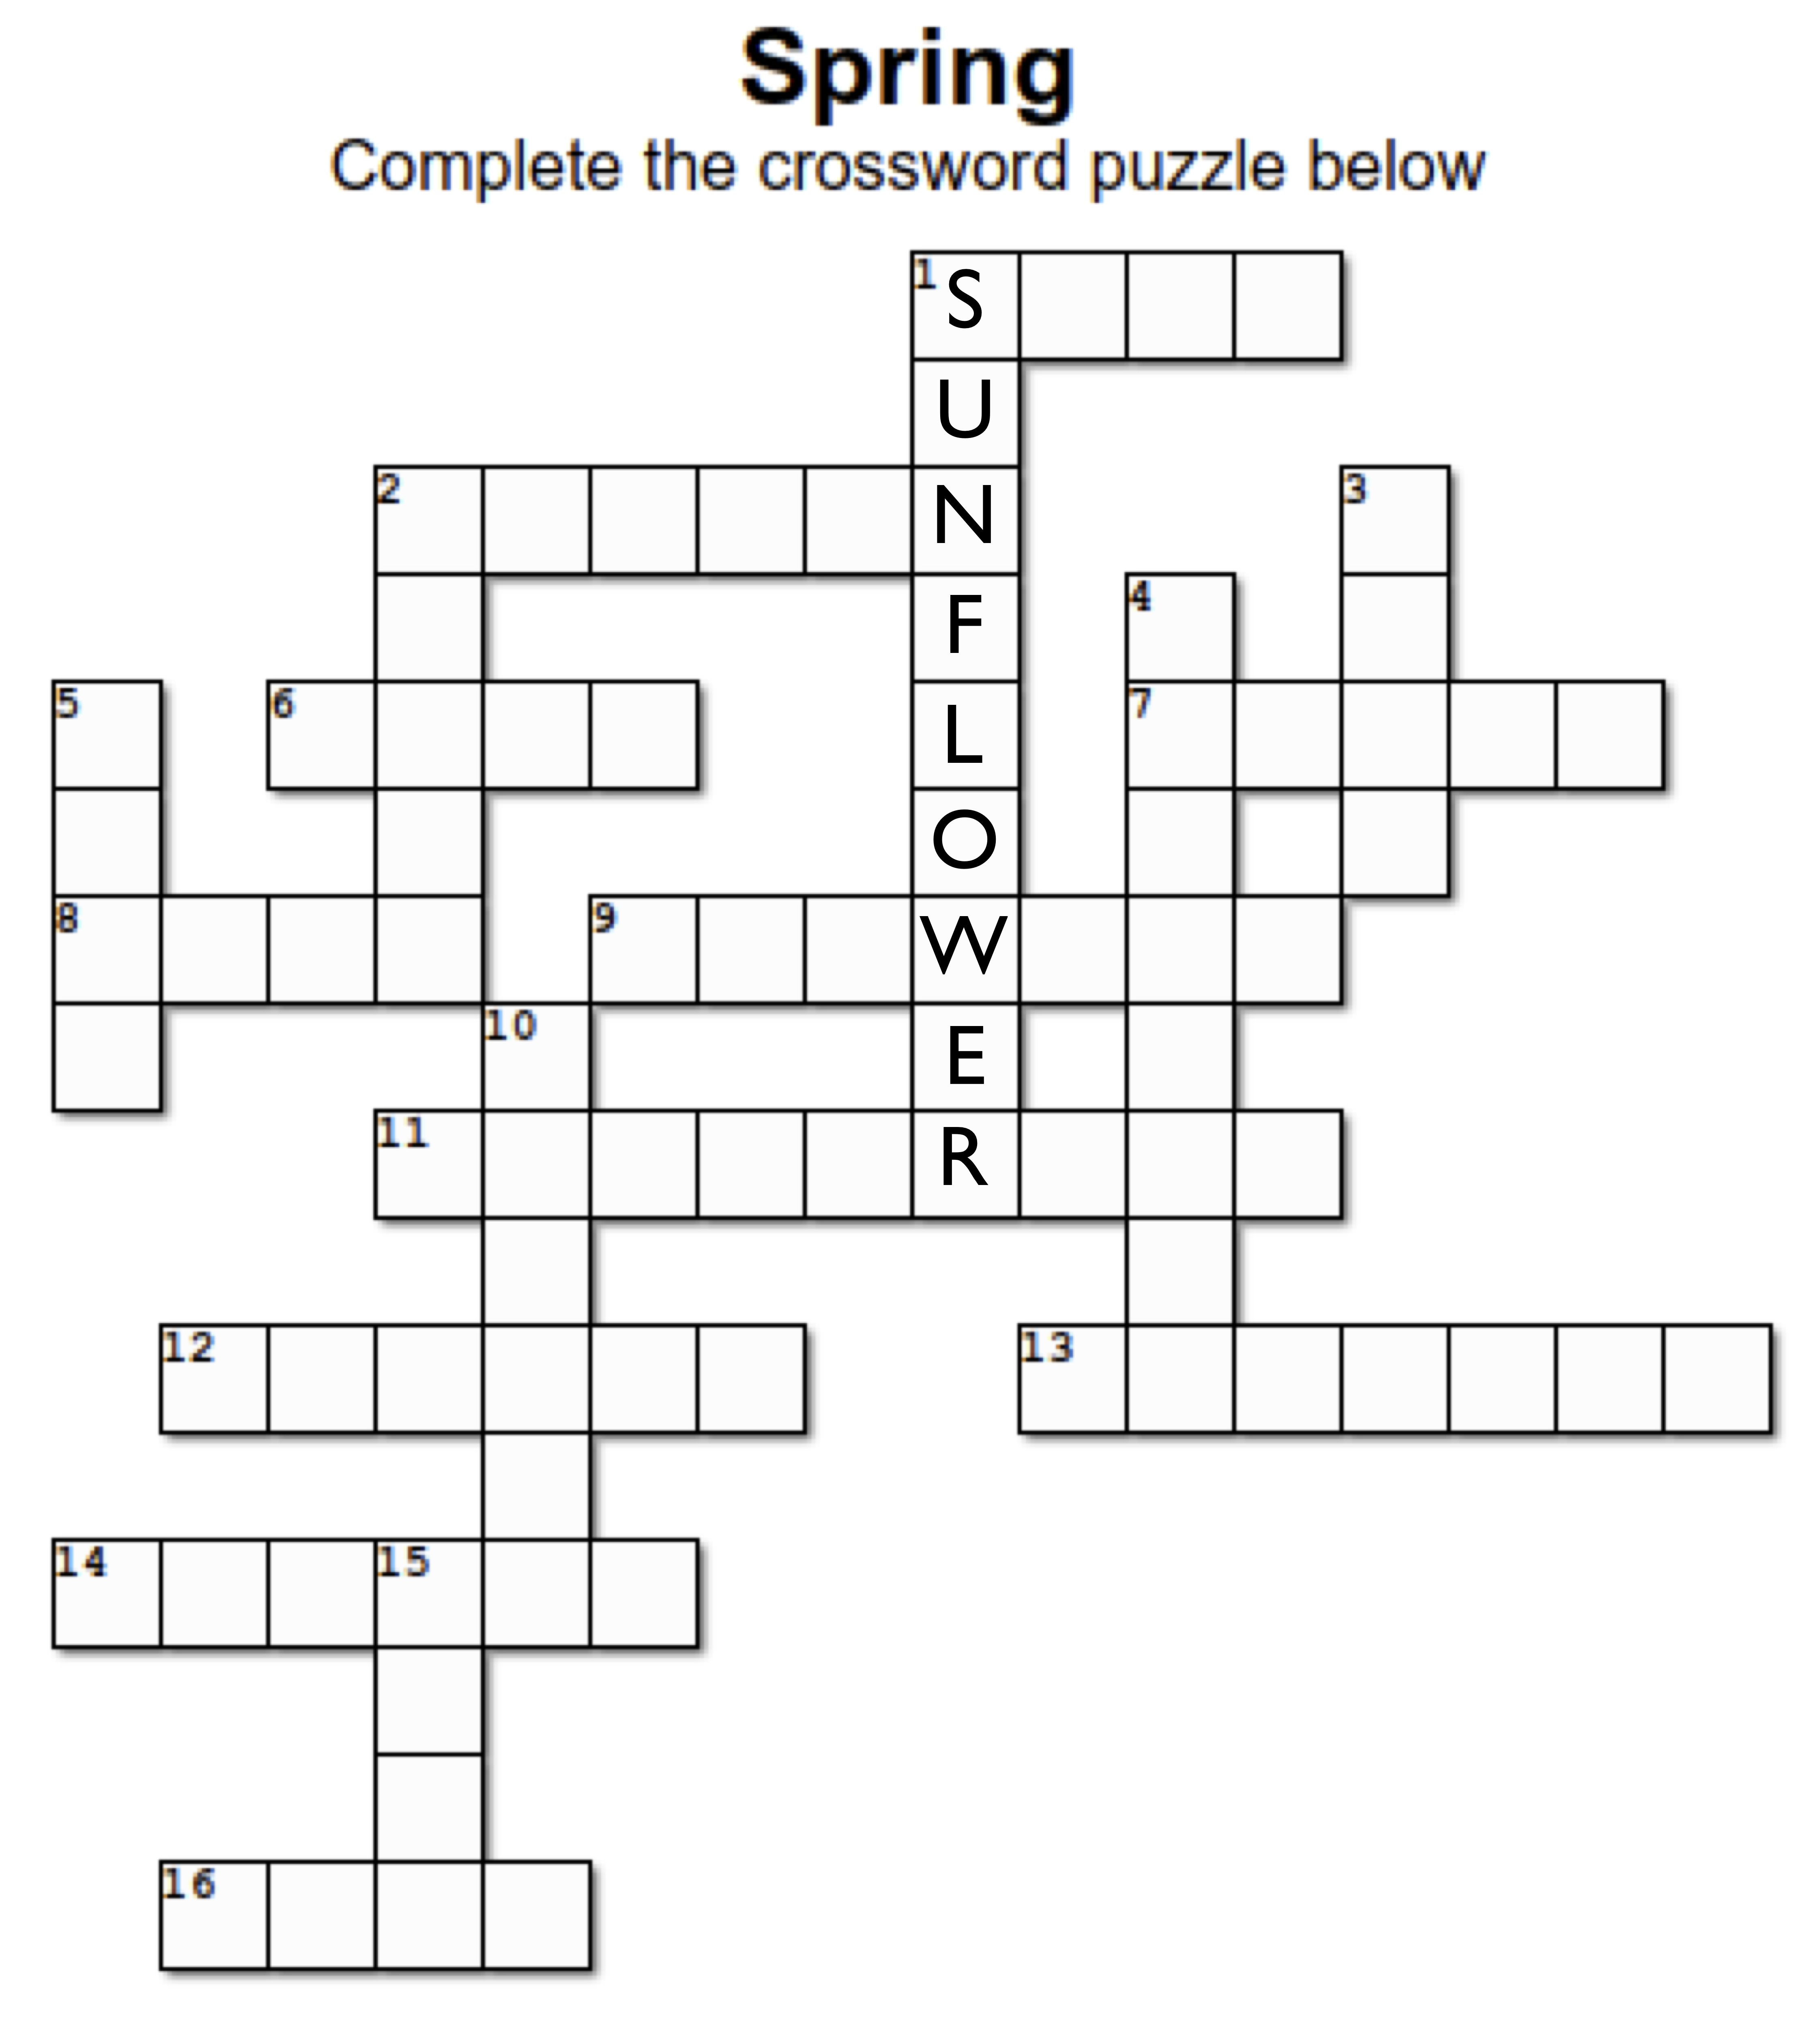 Spring
Complete the crossword puzzle below
1 S
U
2 N 3
F 4
5 6 L 7
O
8 9 W
10 E
11 R
12 13
14 15
16